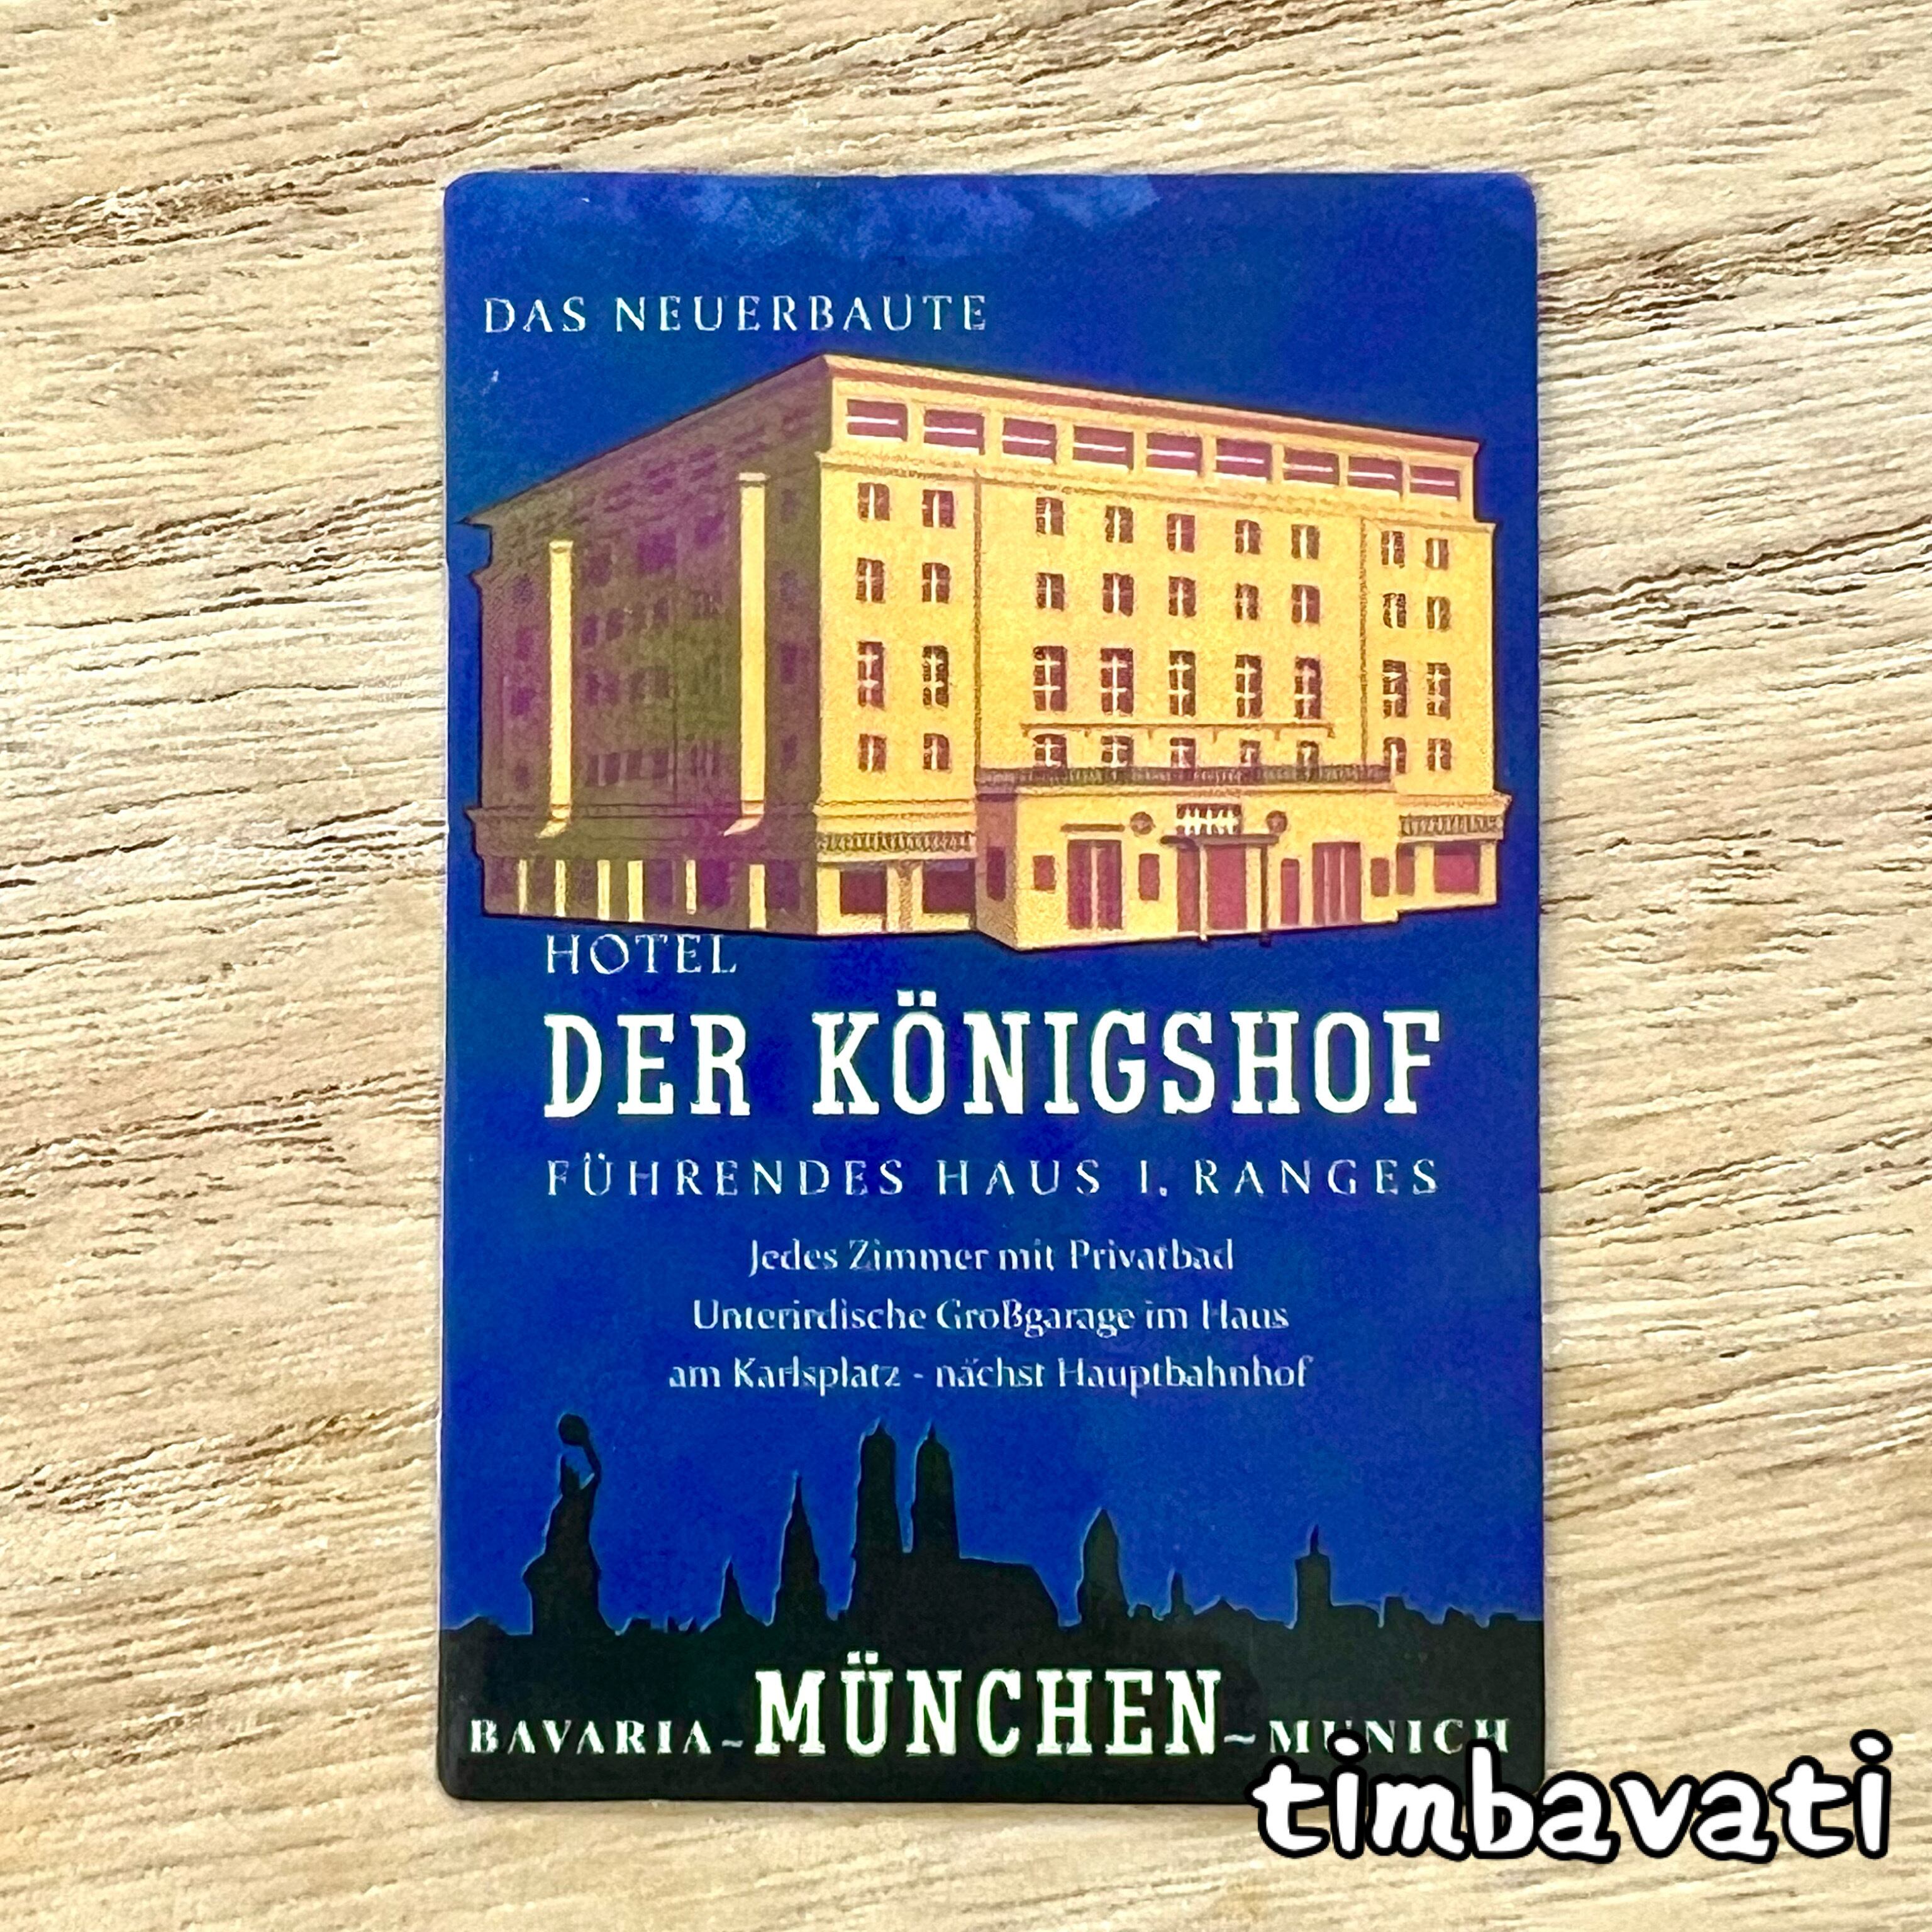 DAS NEUERBAUTE
HOTEL
DER KÖNIGSHOF
FÜHRENDES HAUS I. RANGES
Jedes Zimmer mit Privatbad
Unterirdische Großgarage im Haus
am Karlsplatz - nächst Hauptbahnhof
BAVARIA~MÜNCHEN~MUNICH
timbavati